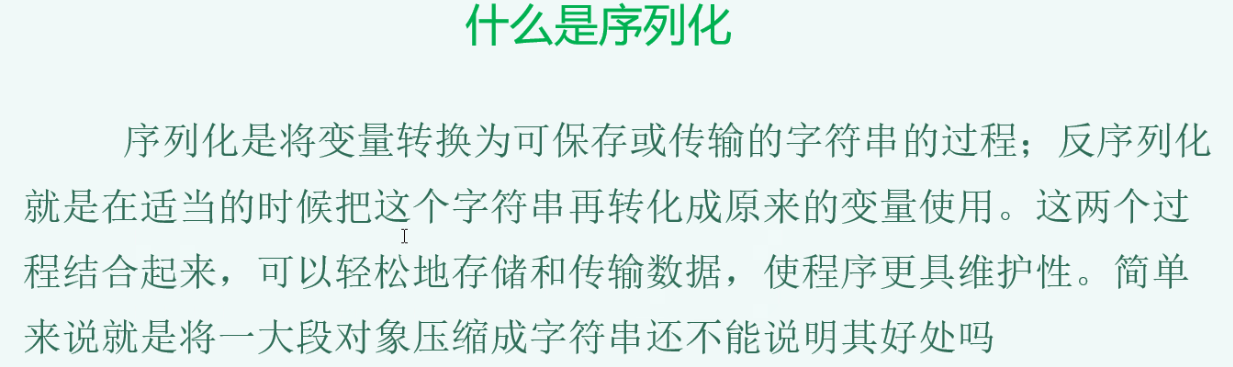 什么是序列化
序列化是将变量转换为可保存或传输的字符串的过程；反序列化
就是在适当的时候把这个字符串再转化成原来的变量使用。这两个过
程结合起来，可以轻松地存储和传输数据，使程序更具维护性。简单
来说就是将一大段对象压缩成字符串还不能说明其好处吗